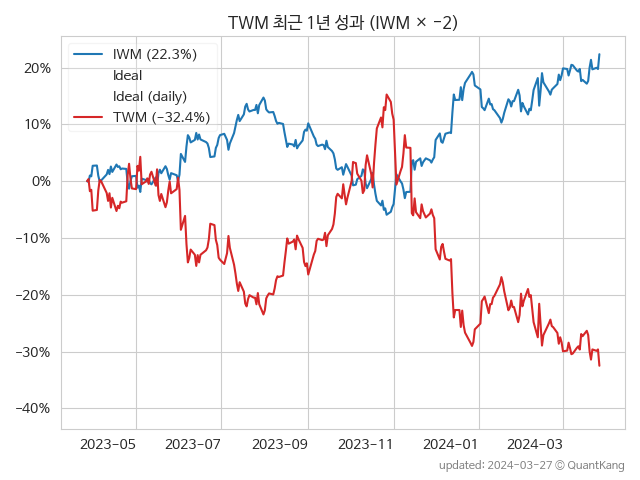 TWM 최근 1년 성과 (IWM × −2)
IWM (22.3%)
Ideal
Ideal (daily)
TWM (−32.4%)
20%
10%
0%
−10%
−20%
−30%
−40%
2023-05 2023-07 2023-09 2023-11 2024-01 2024-03
updated: 2024-03-27 © QuantKang